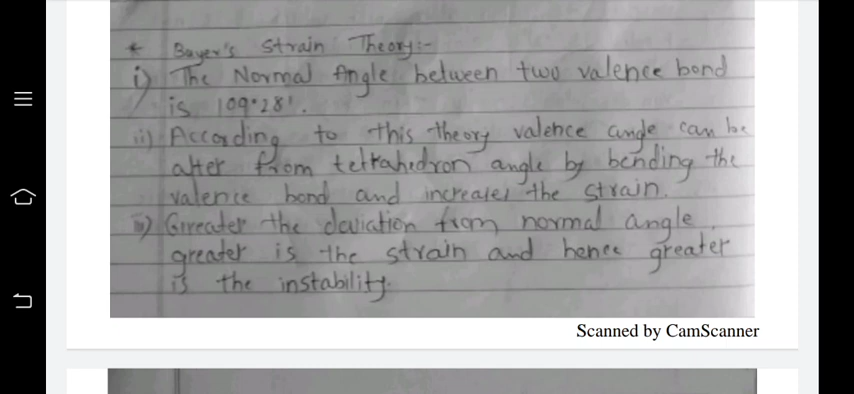 * Bayer's Strain Theory:-
i) The Normal Angle between two valence bond
is 109°28'.
ii) According to this theory valence angle can be
alter from tetrahedron angle by bending the
valence bond and increases the strain.
iii) Greater the deviation from normal angle,
greater is the strain and hence greater
is the instability.
Scanned by CamScanner